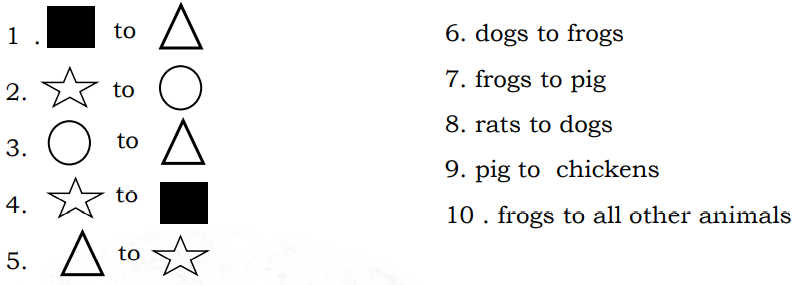 1 . to
2. to
3. to
4. to
5. to
6. dogs to frogs
7. frogs to pig
8. rats to dogs
9. pig to chickens
10 . frogs to all other animals